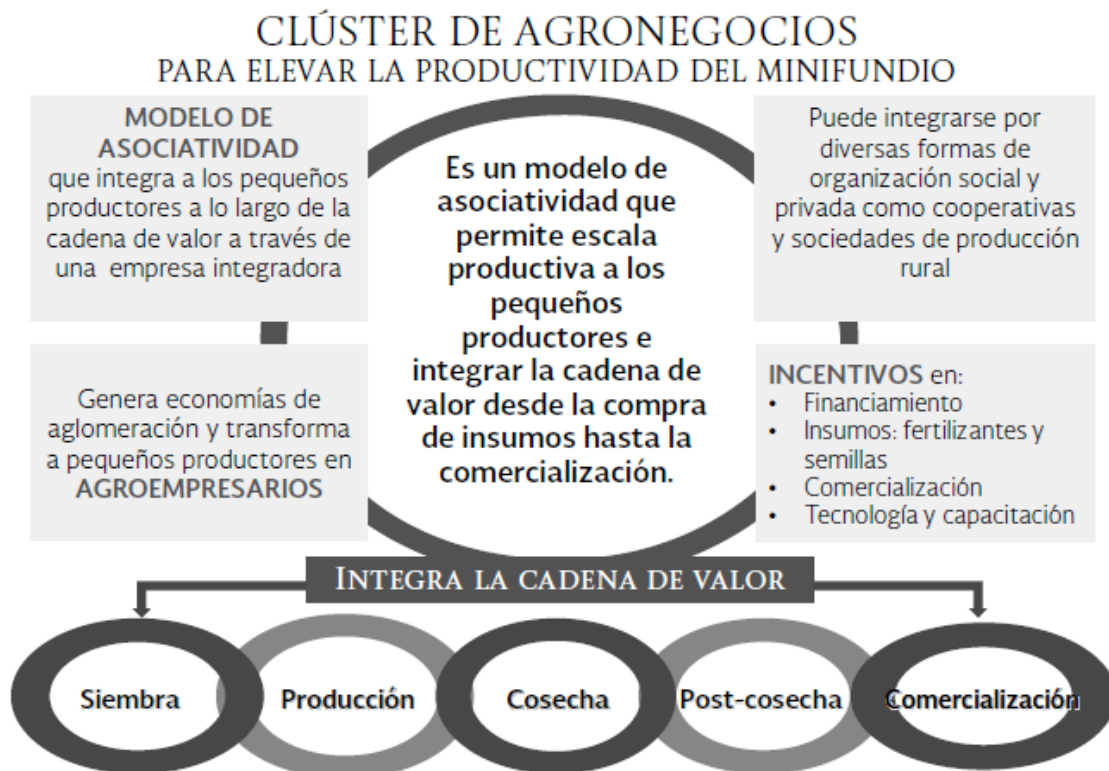 CLÚSTER DE AGRONEGOCIOS
PARA ELEVAR LA PRODUCTIVIDAD DEL MINIFUNDIO
MODELO DE
ASOCIATIVIDAD
que integra a los pequeños
productores a lo largo de la
cadena de valor a través de
una empresa integradora
Es un modelo de
asociatividad que
permite escala
productiva a los
pequeños
productores e
integrar la cadena de
valor desde la compra
de insumos hasta la
comercialización.
Puede integrarse por
diversas formas de
organización social y
privada como cooperativas
y sociedades de producción
rural
Genera economías de
aglomeración y transforma
a pequeños productores en
AGROEMPRESARIOS
INCENTIVOS en:
• Financiamiento
• Insumos: fertilizantes y
semillas
• Comercialización
• Tecnología y capacitación
INTEGRA LA CADENA DE VALOR
Siembra
Producción
Cosecha
Post-cosecha
Comercialización